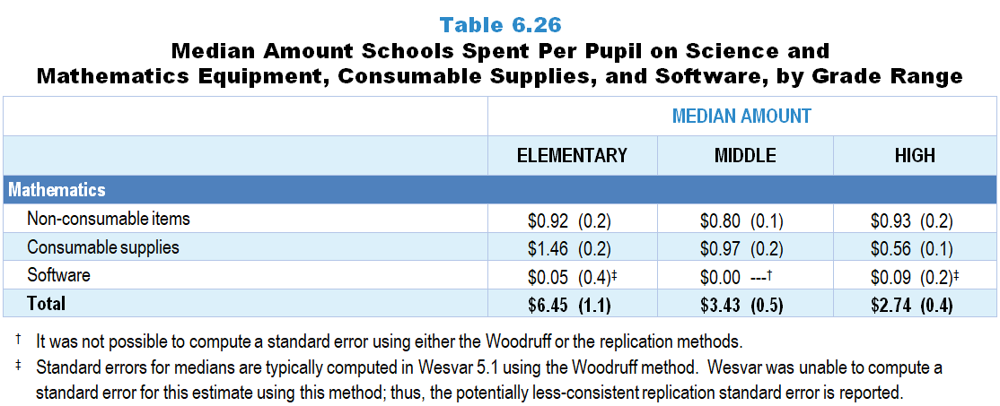 Table 6.26
Median Amount Schools Spent Per Pupil on Science and
Mathematics Equipment, Consumable Supplies, and Software, by Grade Range
MEDIAN AMOUNT
ELEMENTARY MIDDLE HIGH
Mathematics
Non-consumable items $0.92 (0.2) $0.80 (0.1) $0.93 (0.2)
Consumable supplies $1.46 (0.2) $0.97 (0.2) $0.56 (0.1)
Software $0.05 (0.4)‡ $0.00 ---† $0.09 (0.2)‡
Total $6.45 (1.1) $3.43 (0.5) $2.74 (0.4)
† It was not possible to compute a standard error using either the Woodruff or the replication methods.
‡ Standard errors for medians are typically computed in Wesvar 5.1 using the Woodruff method. Wesvar was unable to compute a
standard error for this estimate using this method; thus, the potentially less-consistent replication standard error is reported.